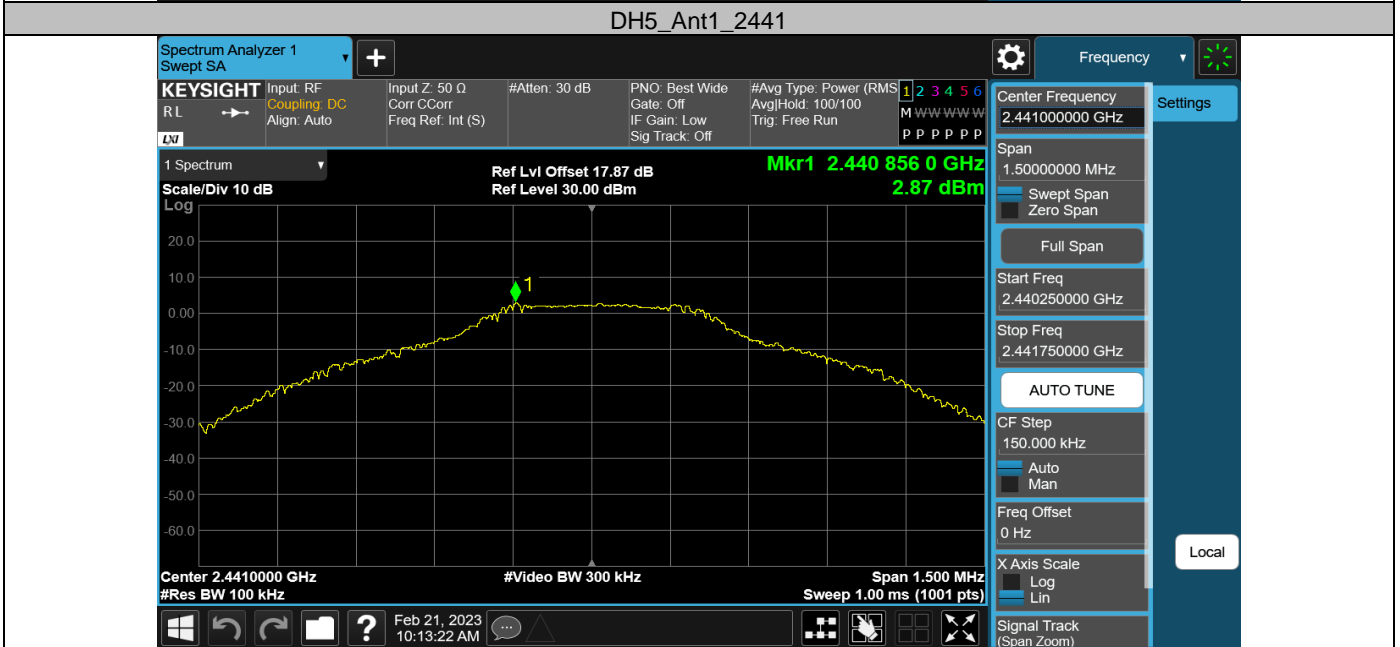 DH5_Ant1_2441
Spectrum Analyzer 1
Swept SA
Frequency
KEYSIGHT
RL
LXI
Input: RF
Coupling: DC
Align: Auto
Input Z: 50 Ω
Corr CCorr
Freq Ref: Int (S)
#Atten: 30 dB
PNO: Best Wide
Gate: Off
IF Gain: Low
Sig Track: Off
#Avg Type: Power (RMS
Avg|Hold: 100/100
Trig: Free Run
1 2 3 4 5 6
M W W W W W
P P P P P P
1 Spectrum
Scale/Div 10 dB
Log
Ref Lvl Offset 17.87 dB
Ref Level 30.00 dBm
Mkr1 2.440 856 0 GHz
2.87 dBm
1
20.0
10.0
0.00
-10.0
-20.0
-30.0
-40.0
-50.0
-60.0
Center 2.4410000 GHz
#Video BW 300 kHz
Span 1.500 MHz
#Res BW 100 kHz
Sweep 1.00 ms (1001 pts)
?
Feb 21, 2023
10:13:22 AM
Center Frequency
2.441000000 GHz
Settings
Span
1.50000000 MHz
Swept Span
Zero Span
Full Span
Start Freq
2.440250000 GHz
Stop Freq
2.441750000 GHz
AUTO TUNE
CF Step
150.000 kHz
Auto
Man
Freq Offset
0 Hz
Local
X Axis Scale
Log
Lin
Signal Track
(Span Zoom)